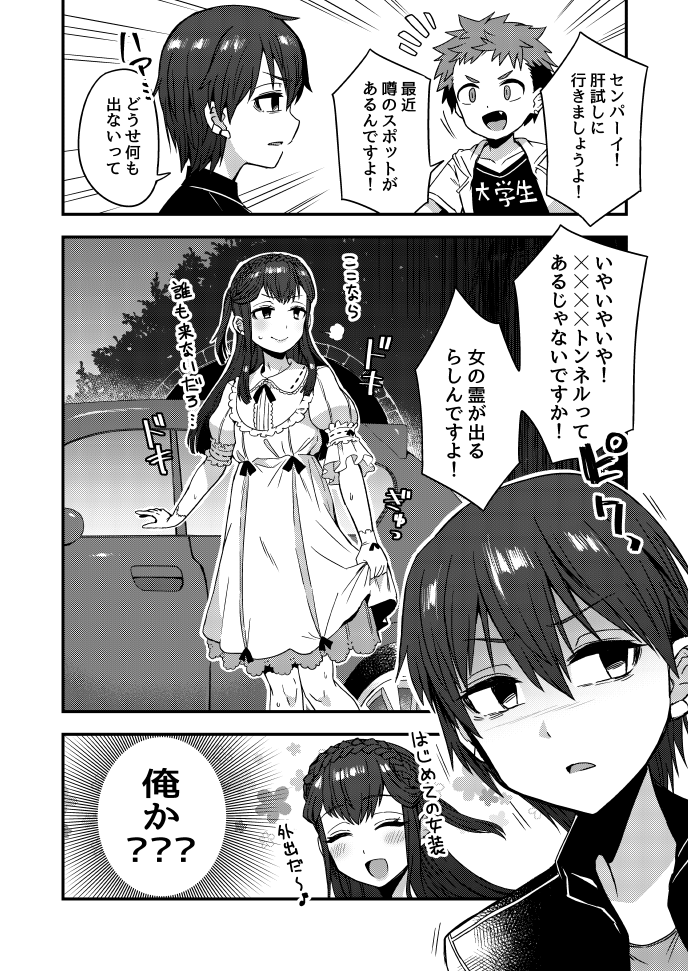 センパーイ！
肝試しに
行きましょうよ！
大学生
最近
噂のスポットが
あるんですよ！
ハァ…
どうせ何も
出ないって
いやいやいや！
××××トンネルって
あるじゃないですか！
女の霊が出る
らしんですよ！
ピクッ
ここなら
誰も来ないだろ…
ドキ
ドキ
ぎゅっ
はじめての女装
外出だ～♪
俺か
？？？